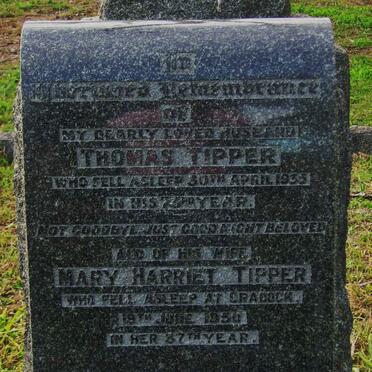 IN
Treasured Remembrance
OF
MY DEARLY LOVED HUSBAND
THOMAS TIPPER
WHO FELL ASLEEP 30TH APRIL 1935
IN HIS YEAR.
NOT GOODBYE, JUST GOOD NIGHT BELOVED
ALSO OF HIS WIFE
MARY HARRIET TIPPER
WHO FELL ASLEEP AT CRADOCK.
19TH JUNE 1950
IN HER 87TH YEAR.